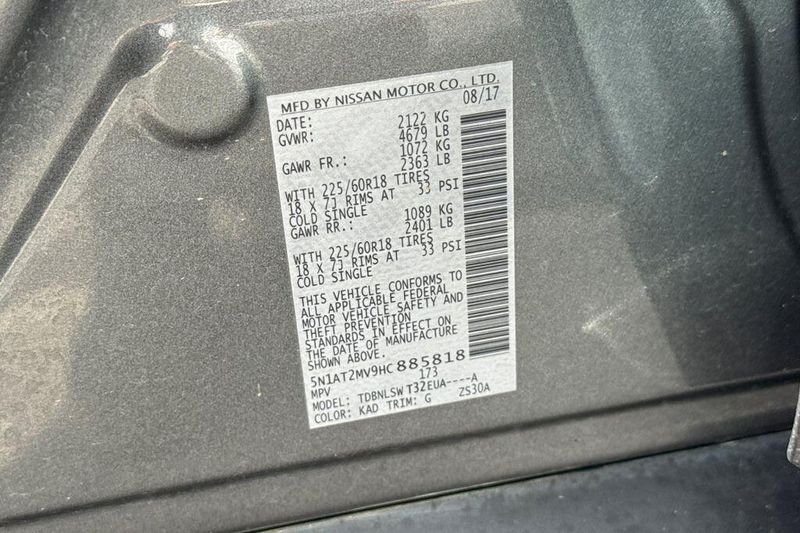 MFD BY NISSAN MOTOR CO., LTD.
DATE: 08/17
GVWR: 2122 KG
4679 LB
GAWR FR.: 1072 KG
2363 LB
WITH 225/60R18 TIRES
18 X 7J RIMS AT 33 PSI
COLD SINGLE
GAWR RR.: 1089 KG
2401 LB
WITH 225/60R18 TIRES
18 X 7J RIMS AT 33 PSI
COLD SINGLE
THIS VEHICLE CONFORMS TO
ALL APPLICABLE FEDERAL
MOTOR VEHICLE SAFETY AND
THEFT PREVENTION
STANDARDS IN EFFECT ON
THE DATE OF MANUFACTURE
SHOWN ABOVE.
5N1AT2MV9HC885818
MPV 173
MODEL: TDBNLSWT32EUA----A
COLOR: KAD TRIM: G ZS30A